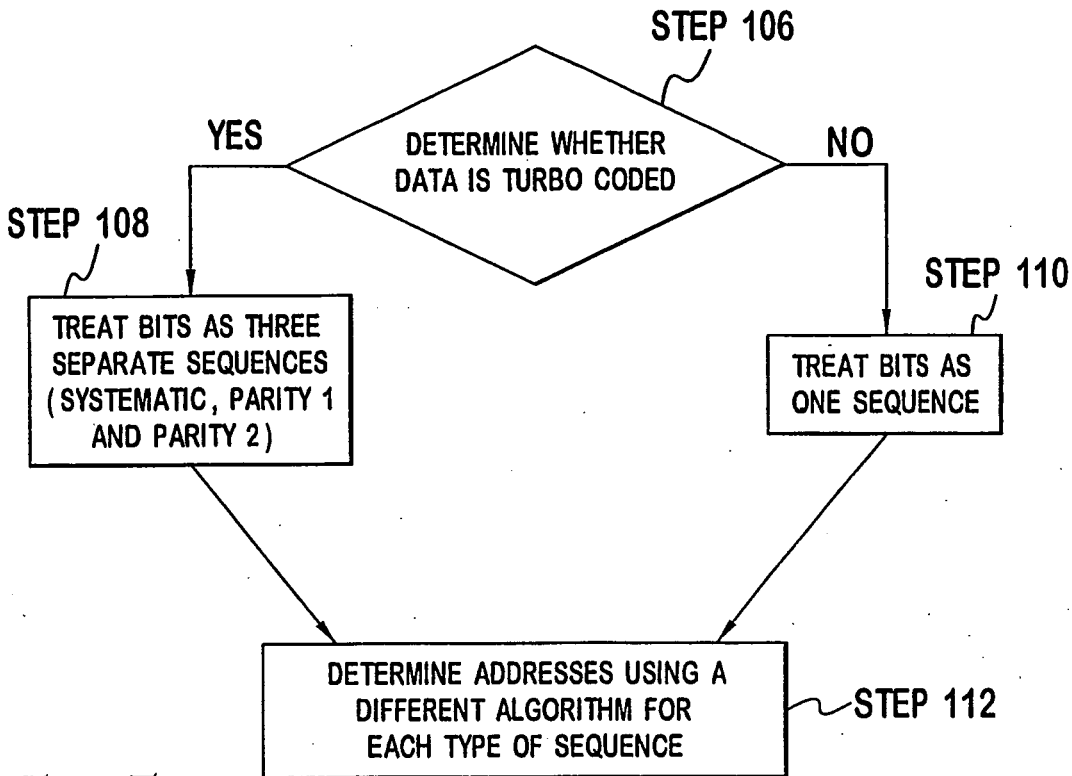 STEP 106
DETERMINE WHETHER
DATA IS TURBO CODED
YES
NO
STEP 108
TREAT BITS AS THREE
SEPARATE SEQUENCES
(SYSTEMATIC, PARITY 1
AND PARITY 2)
STEP 110
TREAT BITS AS
ONE SEQUENCE
DETERMINE ADDRESSES USING A
DIFFERENT ALGORITHM FOR
EACH TYPE OF SEQUENCE
STEP 112